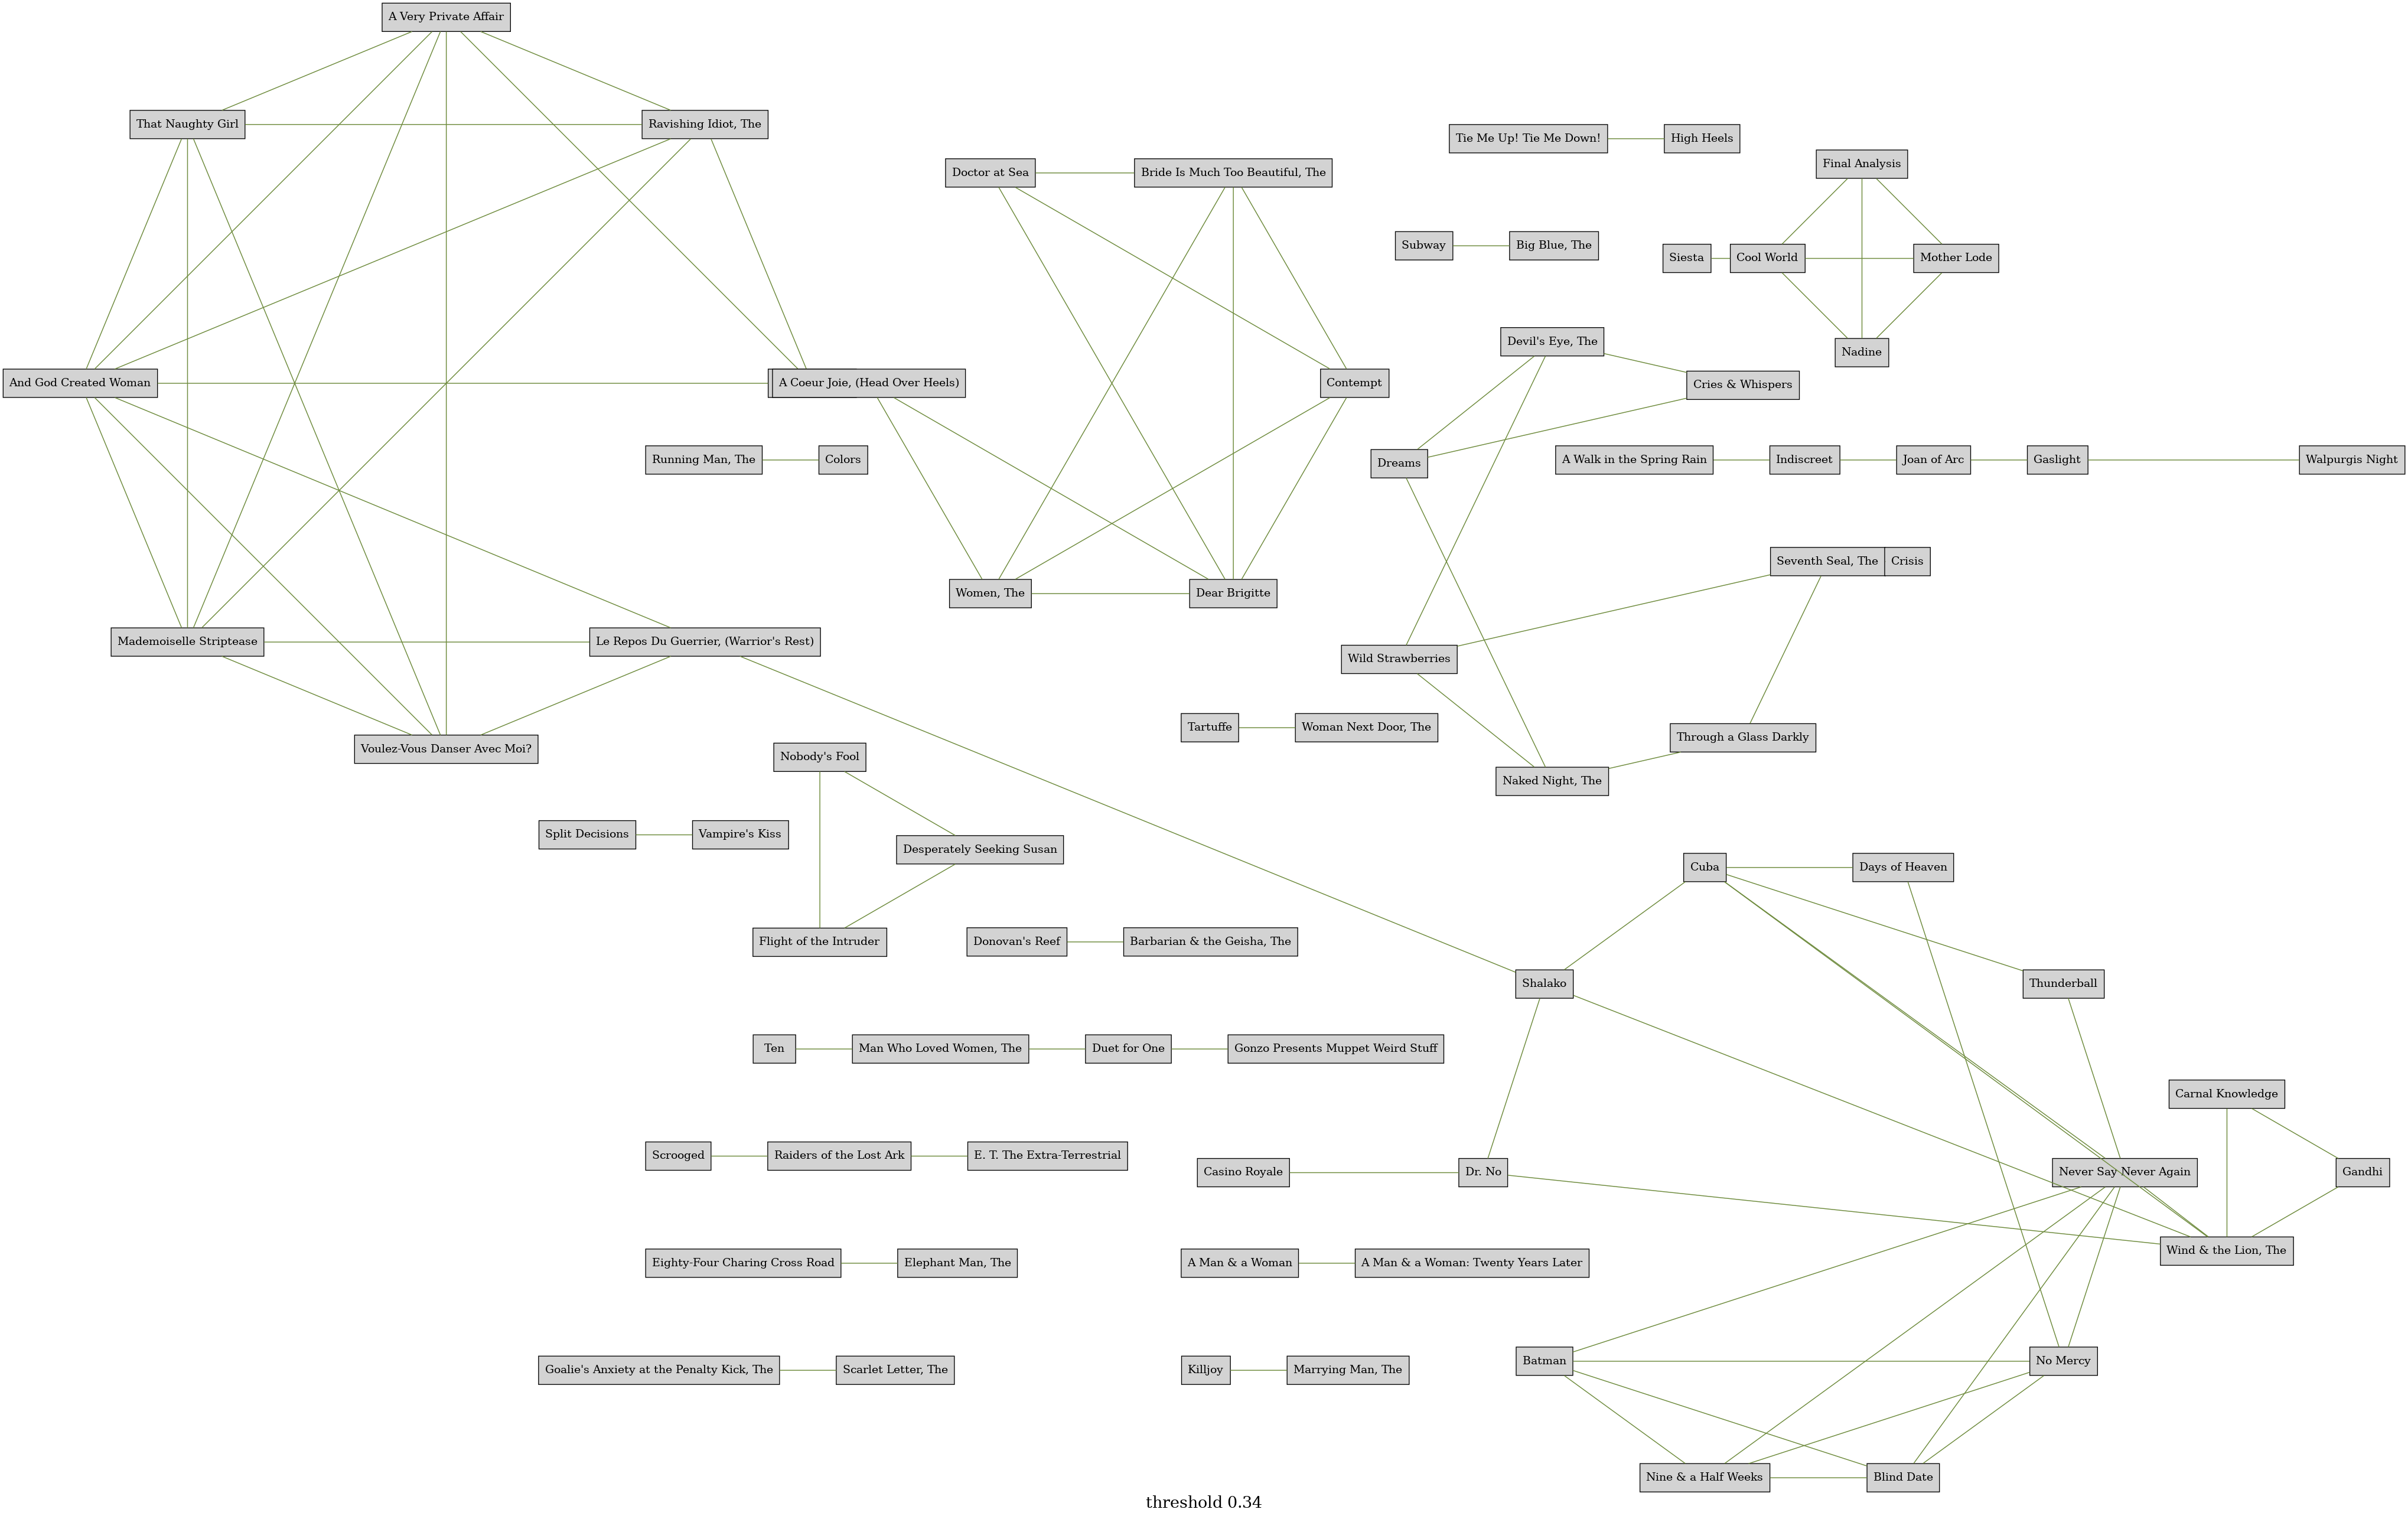 A Very Private Affair
That Naughty Girl
Ravishing Idiot, The
Tie Me Up! Tie Me Down!
High Heels
Doctor at Sea
Bride Is Much Too Beautiful, The
Final Analysis
Subway
Big Blue, The
Siesta
Cool World
Mother Lode
Devil's Eye, The
Nadine
And God Created Woman
A Coeur Joie, (Head Over Heels)
Contempt
Cries & Whispers
Running Man, The
Colors
Dreams
A Walk in the Spring Rain
Indiscreet
Joan of Arc
Gaslight
Walpurgis Night
Seventh Seal, The
Crisis
Women, The
Dear Brigitte
Mademoiselle Striptease
Le Repos Du Guerrier, (Warrior's Rest)
Wild Strawberries
Tartuffe
Woman Next Door, The
Through a Glass Darkly
Voulez-Vous Danser Avec Moi?
Nobody's Fool
Naked Night, The
Split Decisions
Vampire's Kiss
Desperately Seeking Susan
Cuba
Days of Heaven
Flight of the Intruder
Donovan's Reef
Barbarian & the Geisha, The
Shalako
Thunderball
Ten
Man Who Loved Women, The
Duet for One
Gonzo Presents Muppet Weird Stuff
Carnal Knowledge
Scrooged
Raiders of the Lost Ark
E. T. The Extra-Terrestrial
Casino Royale
Dr. No
Never Say Never Again
Gandhi
Wind & the Lion, The
Eighty-Four Charing Cross Road
Elephant Man, The
A Man & a Woman
A Man & a Woman: Twenty Years Later
Batman
No Mercy
Goalie's Anxiety at the Penalty Kick, The
Scarlet Letter, The
Killjoy
Marrying Man, The
Nine & a Half Weeks
Blind Date
threshold 0.34